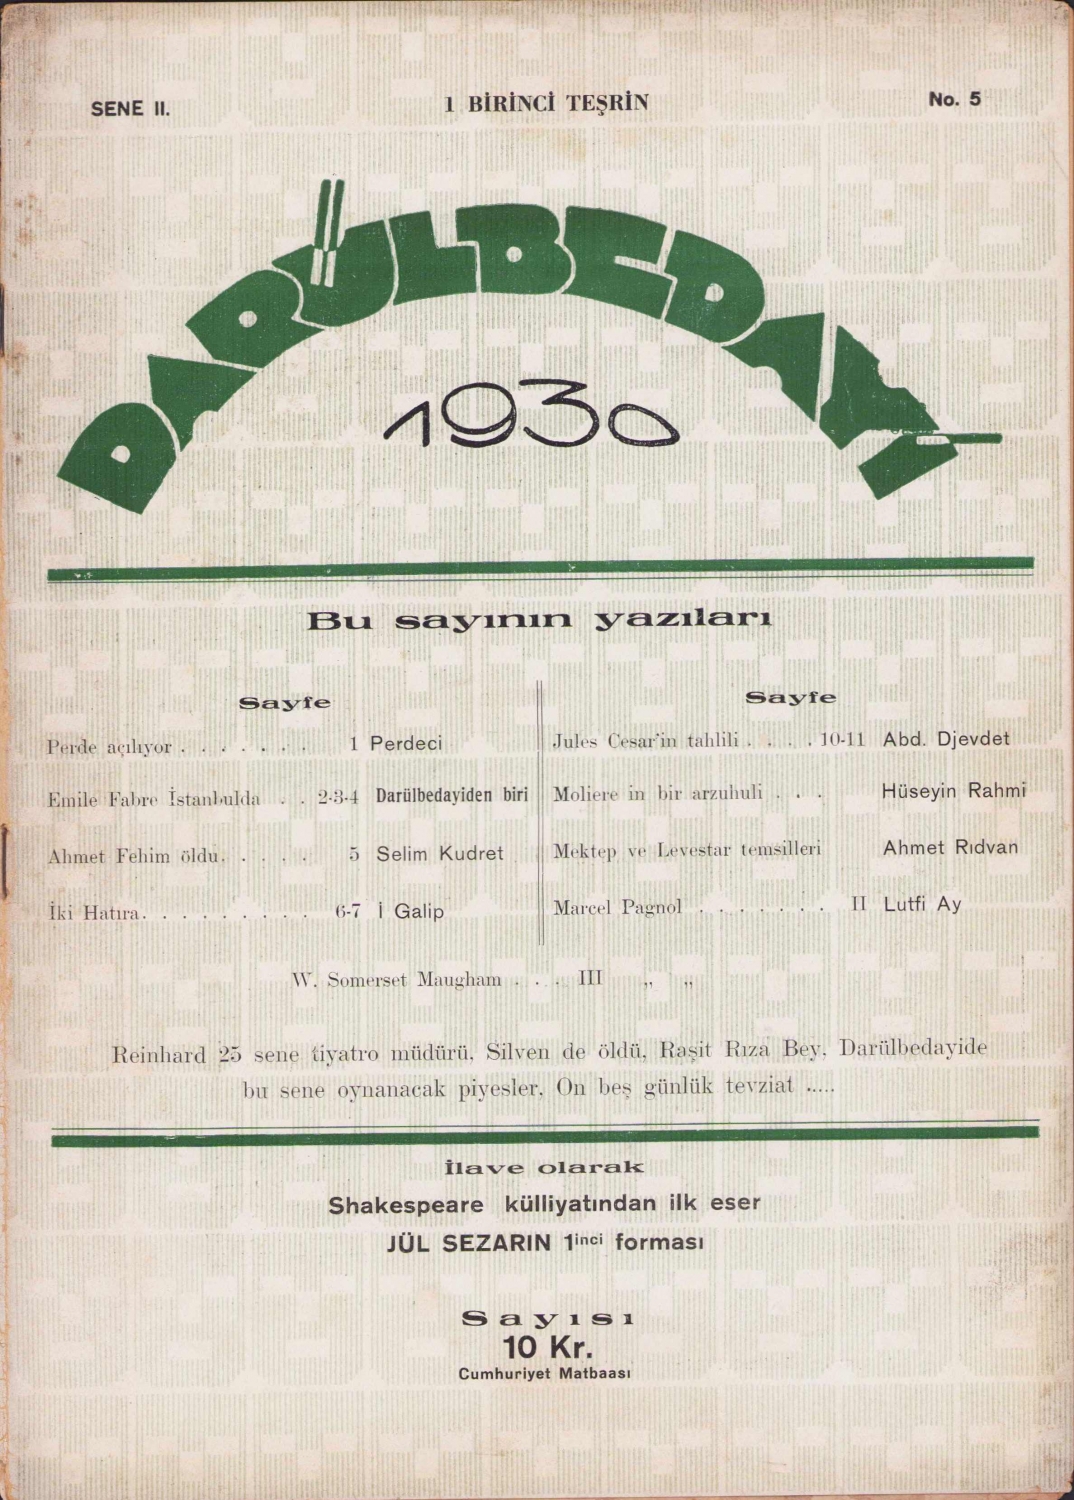 SENE II.
1 BİRİNCİ TEŞRİN
No. 5
DARÜLBEDAYİ
1930
Bu sayının yazıları
Sayfe
Perde açılıyor . . . . . . . 1 Perdeci
Emile Fabre İstanbulda . . 2-3-4 Darülbedayiden biri
Ahmet Fehim öldü. . . . . 5 Selim Kudret
İki Hatıra. . . . . . . . . 6-7 İ Galip
Sayfe
Jules Cesar'in tahlili . . . . 10-11 Abd. Djevdet
Moliere in bir arzuhuli . . . Hüseyin Rahmi
Mektep ve Levestar temsilleri Ahmet Rıdvan
Marcel Pagnol . . . . . . . II Lutfi Ay
W. Somerset Maugham . . . III „ „
Reinhard 25 sene tiyatro müdürü, Silven de öldü, Raşit Rıza Bey, Darülbedayide
bu sene oynanacak piyesler, On beş günlük tevziat .....
İlave olarak
Shakespeare külliyatından ilk eser
JÜL SEZARIN 1inci forması
Sayısı
10 Kr.
Cumhuriyet Matbaası